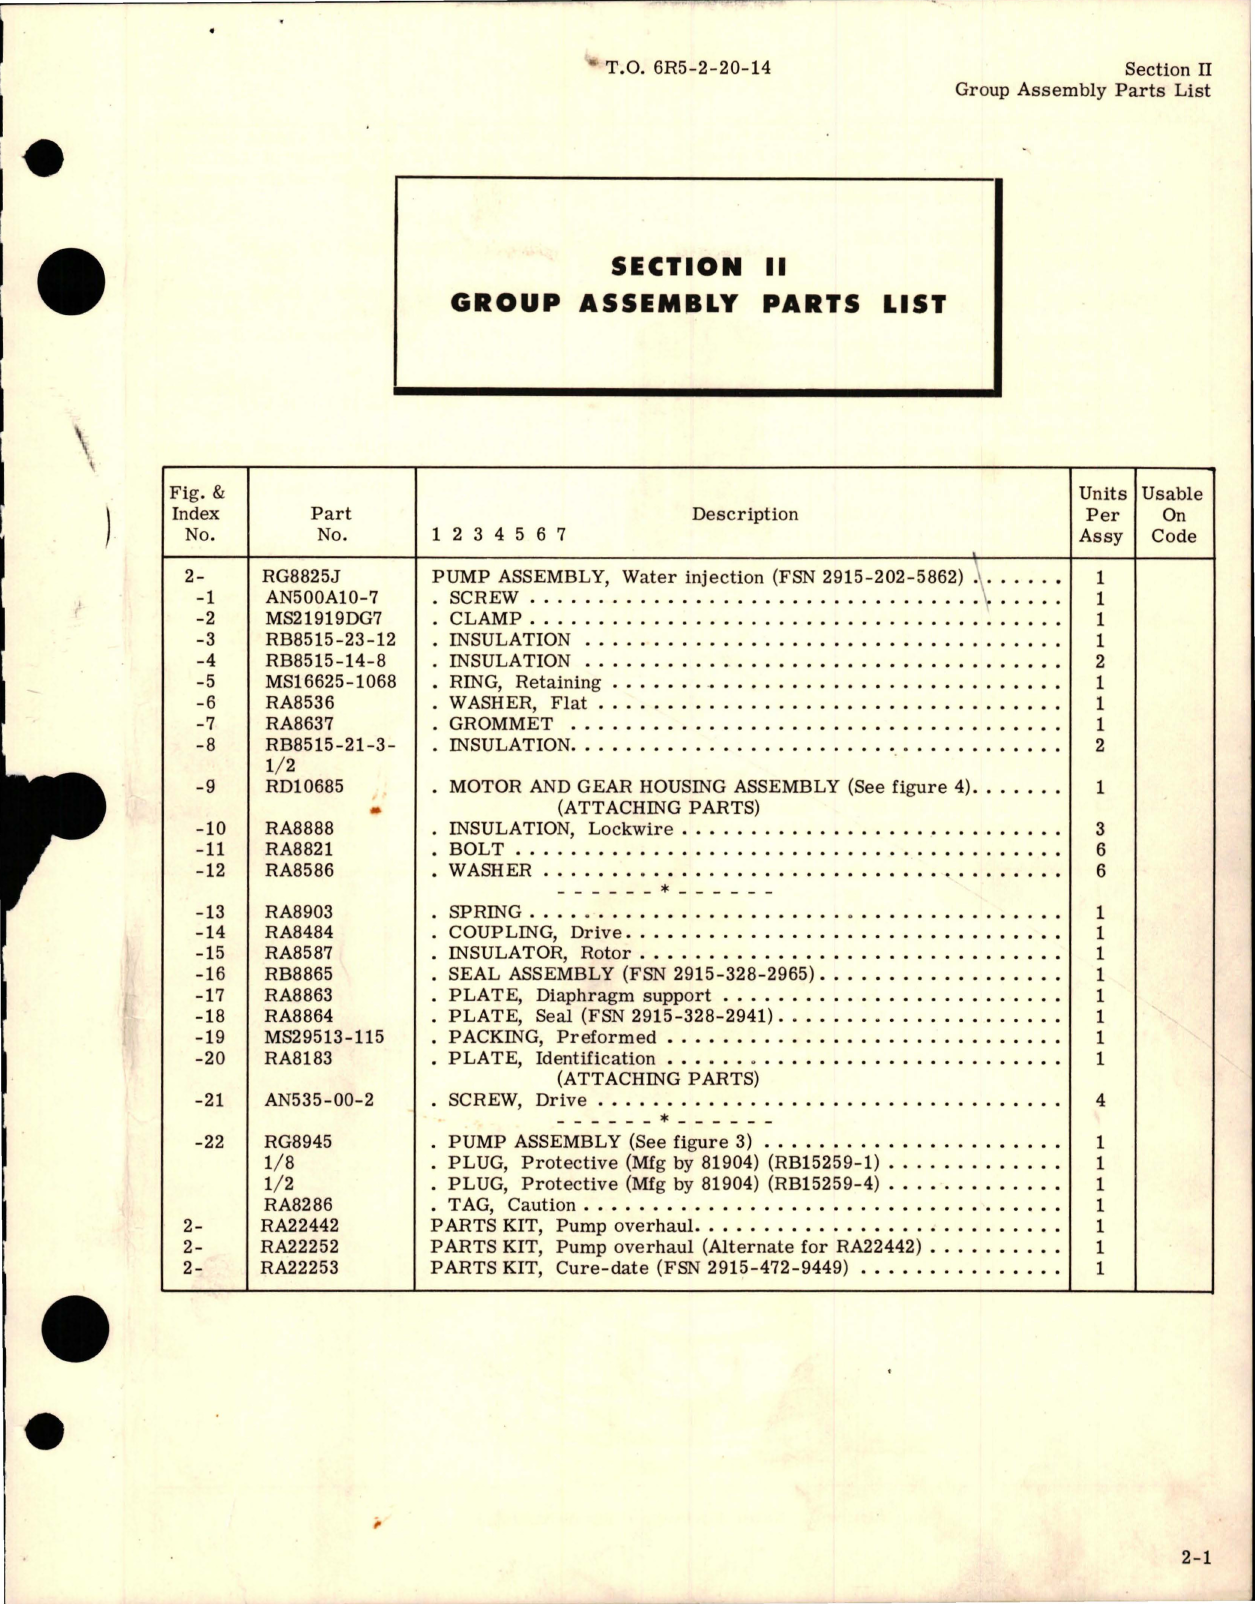 T.O. 6R5-2-20-14
Section II
Group Assembly Parts List
SECTION II
GROUP ASSEMBLY PARTS LIST
Fig. & Index No. Part No. Description 1 2 3 4 5 6 7 Units Per Assy Usable On Code
2- RG8825J PUMP ASSEMBLY, Water injection (FSN 2915-202-5862) . . . . . . . 1
-1 AN500A10-7 . SCREW . . . . . . . 1
-2 MS21919DG7 . CLAMP . . . . . . . 1
-3 RB8515-23-12 . INSULATION . . . . . . . 1
-4 RB8515-14-8 . INSULATION . . . . . . . 2
-5 MS16625-1068 . RING, Retaining . . . . . . . 1
-6 RA8536 . WASHER, Flat . . . . . . . 1
-7 RA8637 . GROMMET . . . . . . . 1
-8 RB8515-21-3- . INSULATION. . . . . . . 2
1/2
-9 RD10685 . MOTOR AND GEAR HOUSING ASSEMBLY (See figure 4). . . . . . . 1
(ATTACHING PARTS)
-10 RA8888 . INSULATION, Lockwire . . . . . . . 3
-11 RA8821 . BOLT . . . . . . . 6
-12 RA8586 . WASHER . . . . . . . 6
- - - - - - * - - - - - -
-13 RA8903 . SPRING . . . . . . . 1
-14 RA8484 . COUPLING, Drive. . . . . . . 1
-15 RA8587 . INSULATOR, Rotor . . . . . . . 1
-16 RB8865 . SEAL ASSEMBLY (FSN 2915-328-2965). . . . . . . 1
-17 RA8863 . PLATE, Diaphragm support . . . . . . . 1
-18 RA8864 . PLATE, Seal (FSN 2915-328-2941). . . . . . . 1
-19 MS29513-115 . PACKING, Preformed . . . . . . . 1
-20 RA8183 . PLATE, Identification . . . . . . . 1
(ATTACHING PARTS)
-21 AN535-00-2 . SCREW, Drive . . . . . . . 4
- - - - - - * - - - - - -
-22 RG8945 . PUMP ASSEMBLY (See figure 3) . . . . . . . 1
1/8 . PLUG, Protective (Mfg by 81904) (RB15259-1) . . . . . . . 1
1/2 . PLUG, Protective (Mfg by 81904) (RB15259-4) . . . . . . . 1
RA8286 . TAG, Caution . . . . . . . 1
2- RA22442 PARTS KIT, Pump overhaul. . . . . . . 1
2- RA22252 PARTS KIT, Pump overhaul (Alternate for RA22442) . . . . . . . 1
2- RA22253 PARTS KIT, Cure-date (FSN 2915-472-9449) . . . . . . . 1
2-1